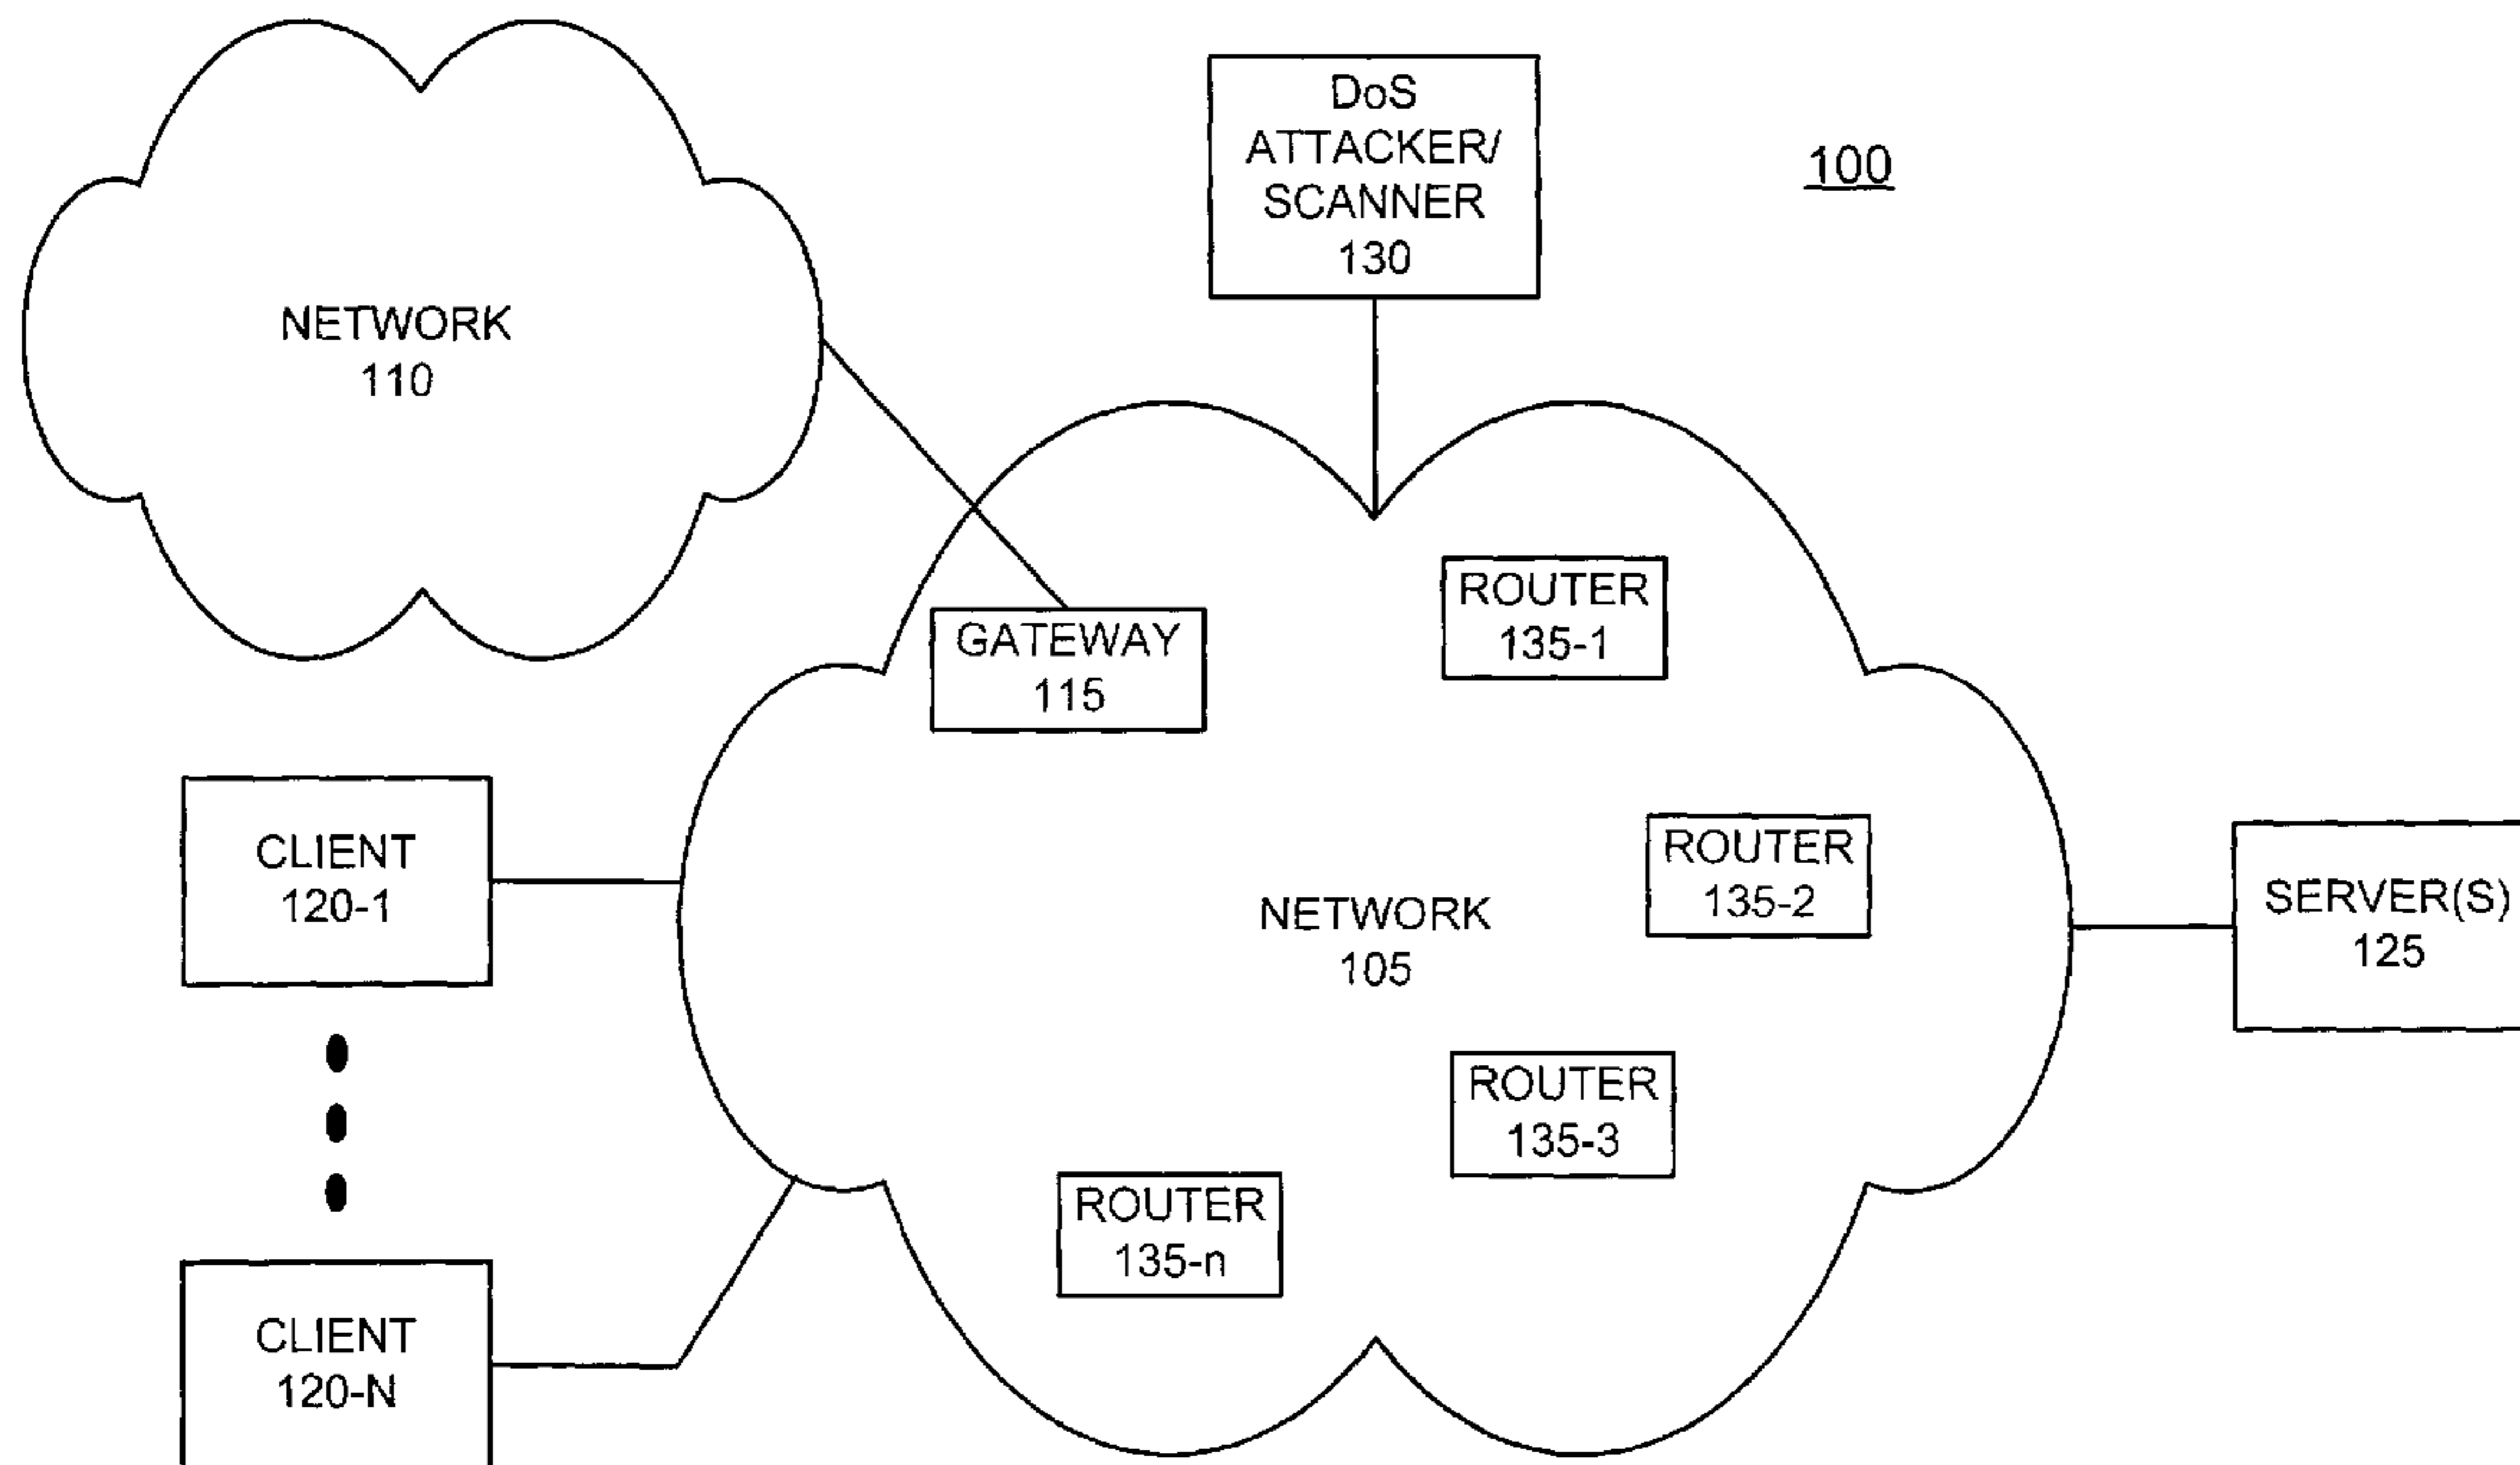 DoS
ATTACKER/
SCANNER
130
100
NETWORK
110
ROUTER
135-1
GATEWAY
115
CLIENT
120-1
ROUTER
135-2
NETWORK
105
SERVER(S)
125
ROUTER
135-3
ROUTER
135-n
CLIENT
120-N